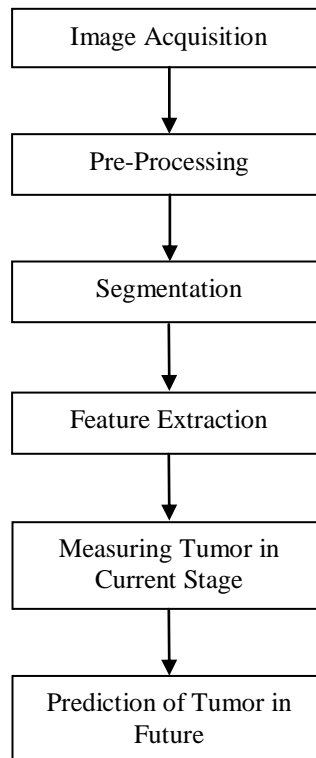 Image Acquisition
Pre-Processing
Segmentation
Feature Extraction
Measuring Tumor in
Current Stage
Prediction of Tumor in
Future